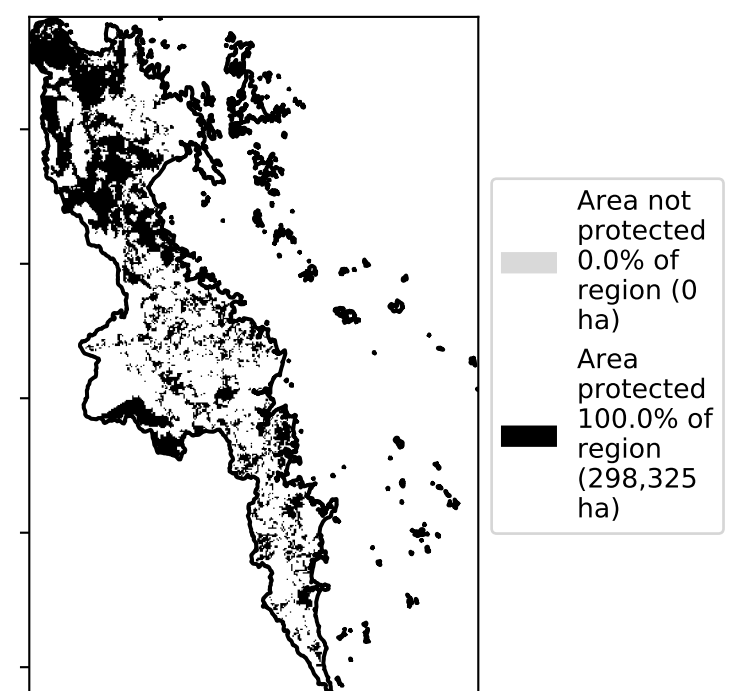 Area not
protected
0.0% of
region (0
ha)
Area
protected
100.0% of
region
(298,325
ha)